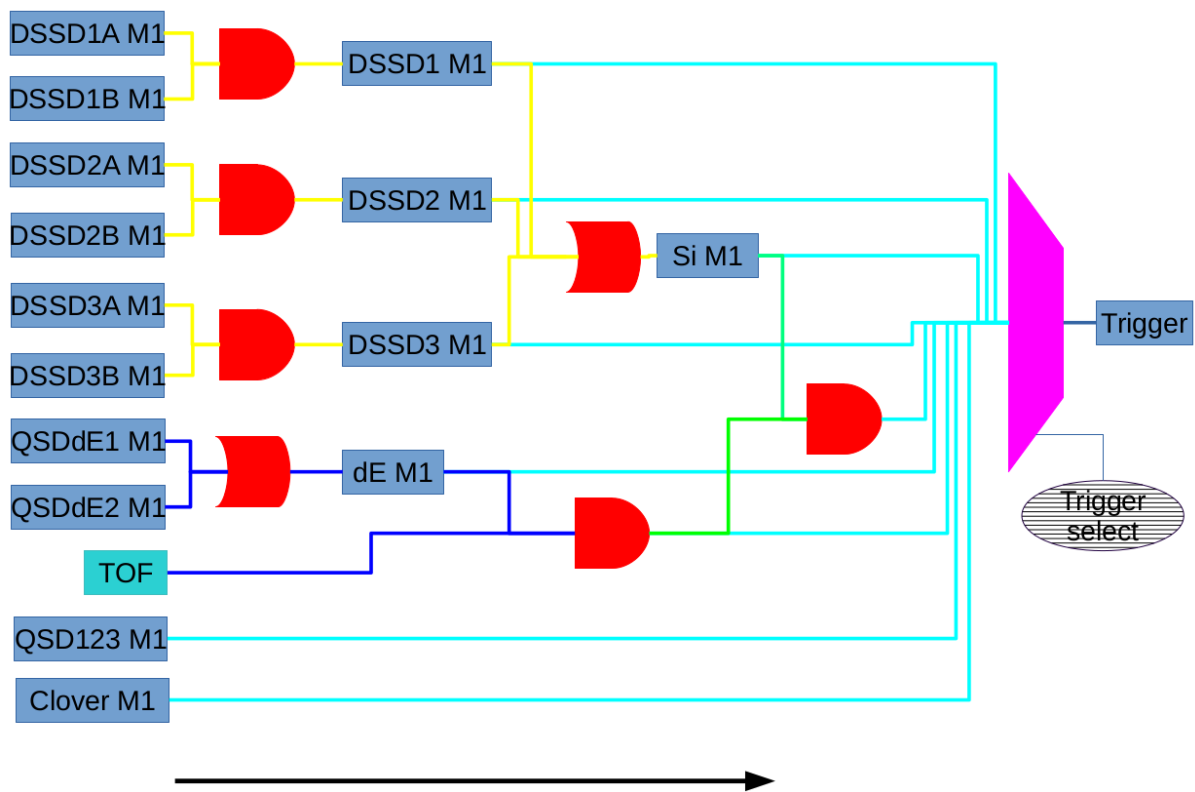 DSSD1A M1
DSSD1B M1
DSSD1 M1
DSSD2A M1
DSSD2B M1
DSSD2 M1
Si M1
DSSD3A M1
DSSD3B M1
DSSD3 M1
Trigger
QSDdE1 M1
QSDdE2 M1
dE M1
Trigger
select
TOF
QSD123 M1
Clover M1